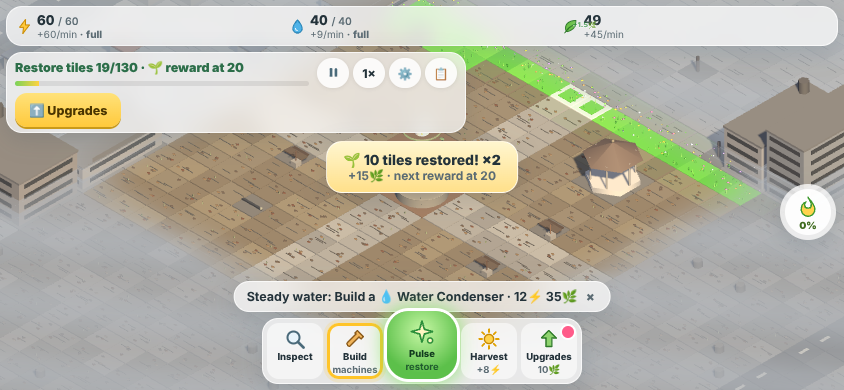 60 / 60
+60/min · full
40 / 40
+9/min · full
49
+45/min
Restore tiles 19/130 · 🌱 reward at 20
1×
⬆️ Upgrades
🌱 10 tiles restored! ×2
+15🌿 · next reward at 20
0%
Steady water: Build a 💧 Water Condenser · 12⚡ 35🌿 ✖
Inspect
Build
machines
Pulse
restore
Harvest
+8⚡
Upgrades
10🌿